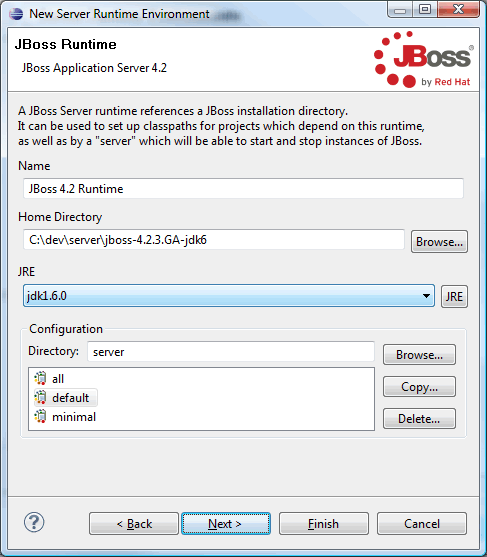 New Server Runtime Environment
JBoss Runtime
JBoss Application Server 4.2
JBoss
by Red Hat
A JBoss Server runtime references a JBoss installation directory.
It can be used to set up classpaths for projects which depend on this runtime,
as well as by a "server" which will be able to start and stop instances of JBoss.
Name
JBoss 4.2 Runtime
Home Directory
C:\dev\server\jboss-4.2.3.GA-jdk6
Browse...
JRE
jdk1.6.0
JRE
Configuration
Directory: server
Browse...
all
default
Copy...
minimal
Delete...
?
< Back Next > Finish Cancel